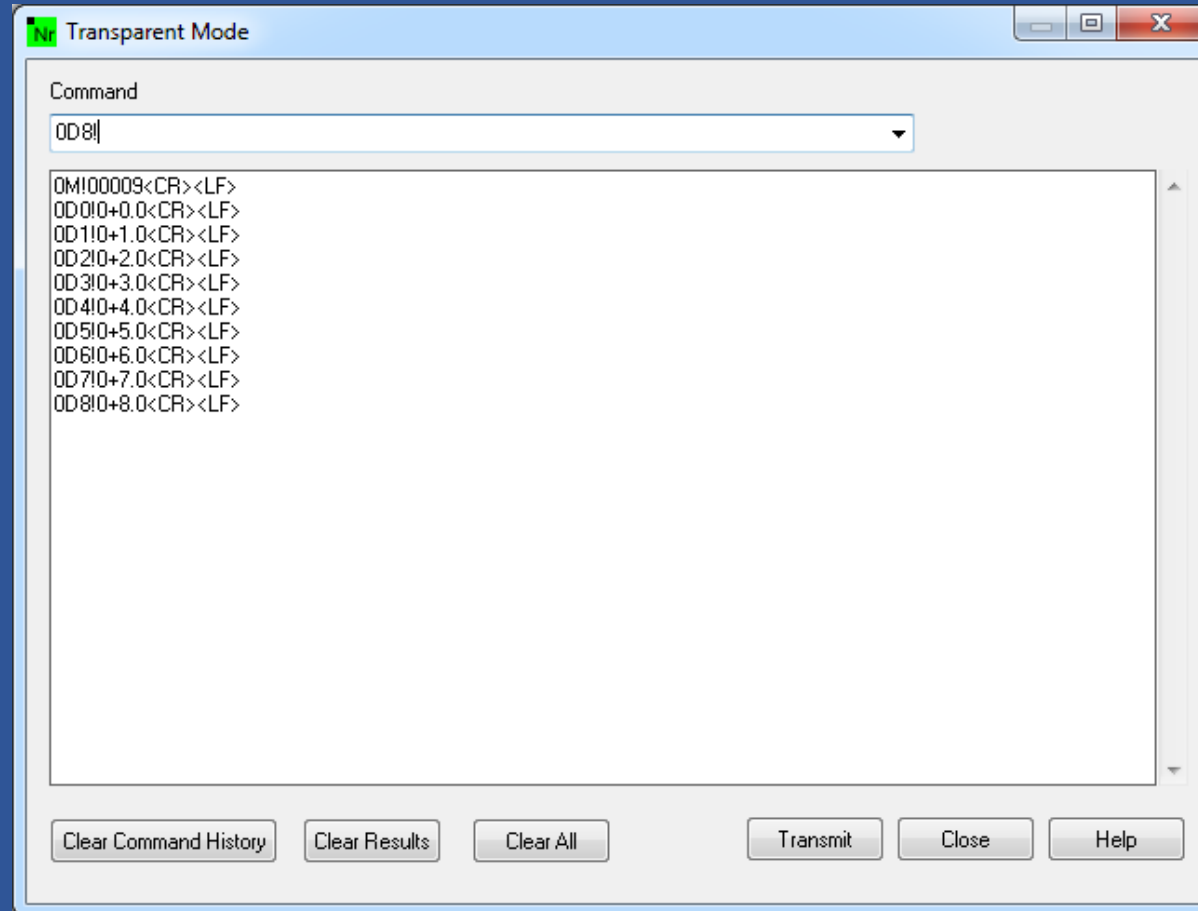 Nr Transparent Mode
Command
0D8!
0M!00009<CR><LF>
0D0!0+0.0<CR><LF>
0D1!0+1.0<CR><LF>
0D2!0+2.0<CR><LF>
0D3!0+3.0<CR><LF>
0D4!0+4.0<CR><LF>
0D5!0+5.0<CR><LF>
0D6!0+6.0<CR><LF>
0D7!0+7.0<CR><LF>
0D8!0+8.0<CR><LF>
Clear Command History Clear Results Clear All Transmit Close Help